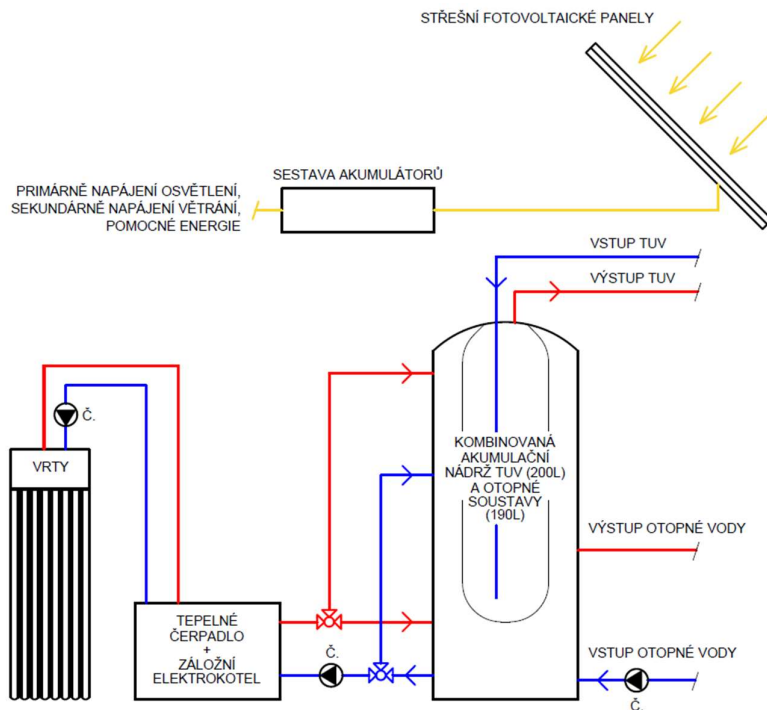 STŘEŠNÍ FOTOVOLTAICKÉ PANELY
SESTAVA AKUMULÁTORŮ
PRIMÁRNĚ NAPÁJENÍ OSVĚTLENÍ,
SEKUNDÁRNĚ NAPÁJENÍ VĚTRÁNÍ,
POMOCNÉ ENERGIE
VSTUP TUV
VÝSTUP TUV
Č.
VRTY
KOMBINOVANÁ
AKUMULAČNÍ
NÁDRŽ TUV (200L)
A OTOPNÉ
SOUSTAVY
(190L)
VÝSTUP OTOPNÉ VODY
TEPELNÉ
ČERPADLO
+
ZÁLOŽNÍ
ELEKTROKOTEL
Č.
VSTUP OTOPNÉ VODY
Č.